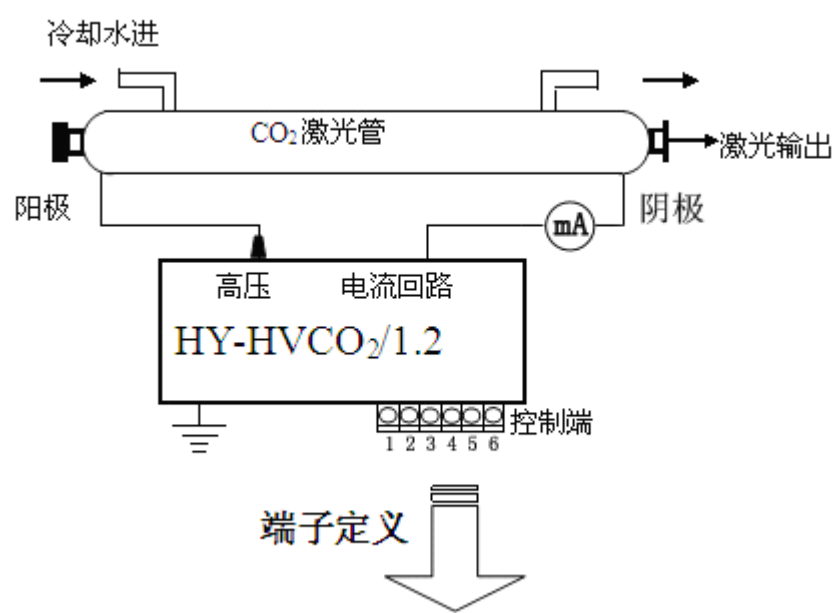 冷却水进
CO₂激光管
激光输出
阳极
阴极
mA
高压
电流回路
HY-HVCO₂/1.2
控制端
1 2 3 4 5 6
端子定义